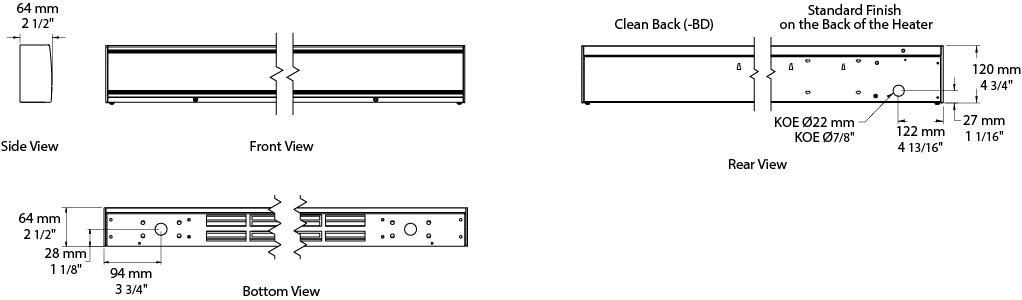 64 mm
2 1/2"
Side View
Front View
Clean Back (-BD)
Standard Finish
on the Back of the Heater
120 mm
4 3/4"
KOE Ø22 mm
KOE Ø7/8"
122 mm
4 13/16"
27 mm
1 1/16"
Rear View
64 mm
2 1/2"
28 mm
1 1/8"
94 mm
3 3/4"
Bottom View